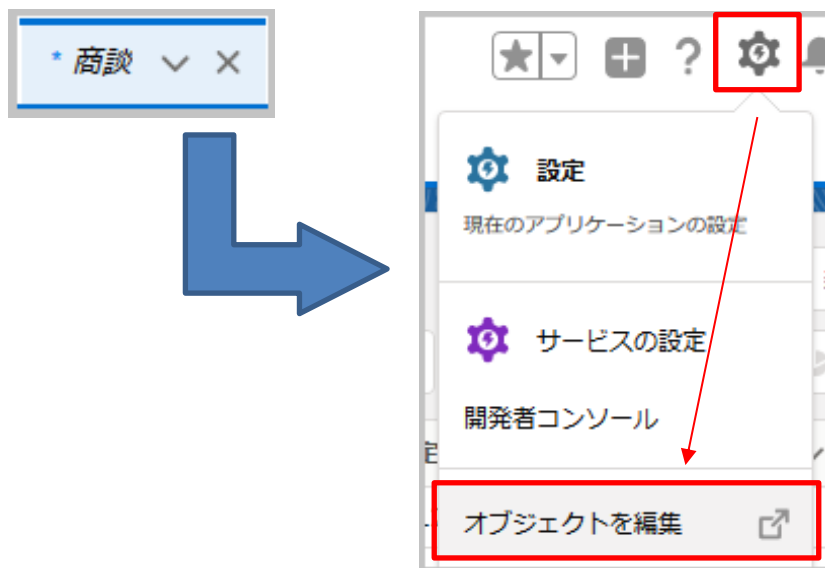 * 商談
設定
現在のアプリケーションの設定
サービスの設定
開発者コンソール
オブジェクトを編集